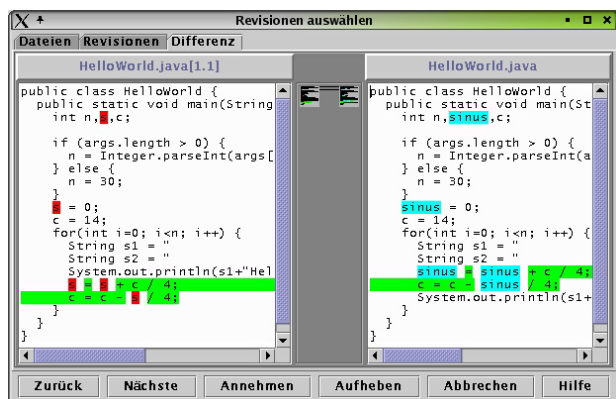 Revisionen auswählen
Dateien Revisionen Differenz
HelloWorld.java[1.1]
public class HelloWorld {
public static void main(String
int n,s,c;
if (args.length > 0) {
n = Integer.parseInt(args[
} else {
n = 30;
}
s = 0;
c = 14;
for(int i=0; i<n; i++) {
String s1 = "
String s2 = "
System.out.println(s1+"Hel
s = s + c / 4;
c = c - s / 4;
}
}
}
HelloWorld.java
public class HelloWorld {
public static void main(St
int n,sinus,c;
if (args.length > 0) {
n = Integer.parseInt(a
} else {
n = 30;
}
sinus = 0;
c = 14;
for(int i=0; i<n; i++) {
String s1 = "
String s2 = "
sinus = sinus + c / 4;
c = c - sinus / 4;
System.out.println(s1+
}
}
}
Zurück Nächste Annehmen Aufheben Abbrechen Hilfe